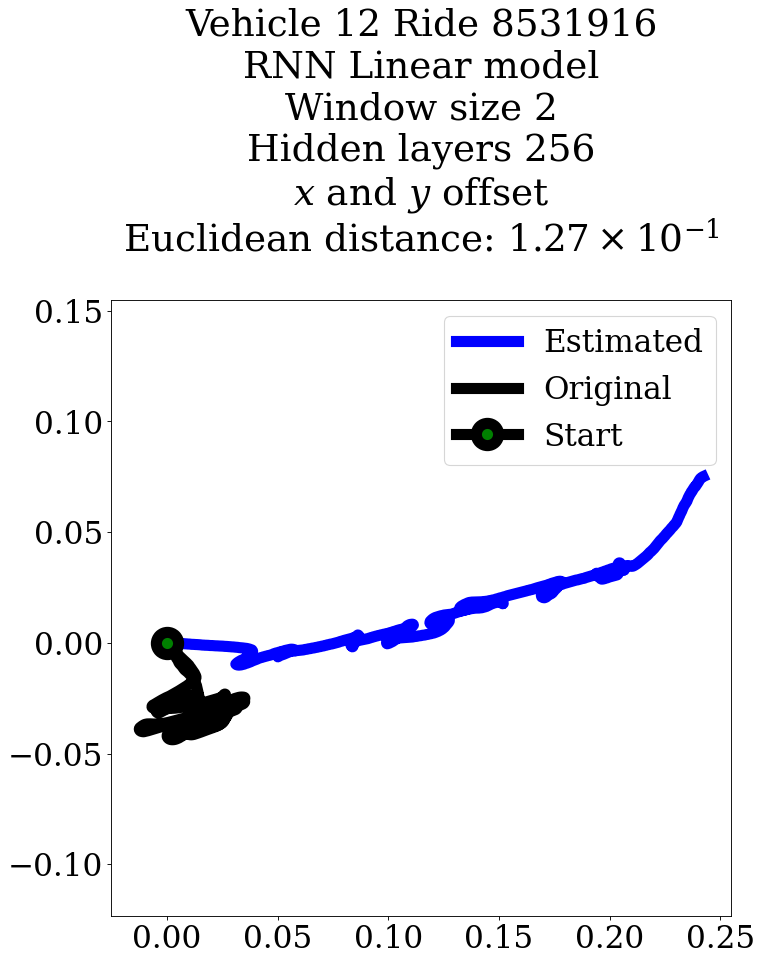 Vehicle 12 Ride 8531916
RNN Linear model
Window size 2
Hidden layers 256
x and y offset
Euclidean distance: 1.27 × 10⁻¹
Estimated
Original
Start
0.15
0.10
0.05
0.00
−0.05
−0.10
0.00 0.05 0.10 0.15 0.20 0.25